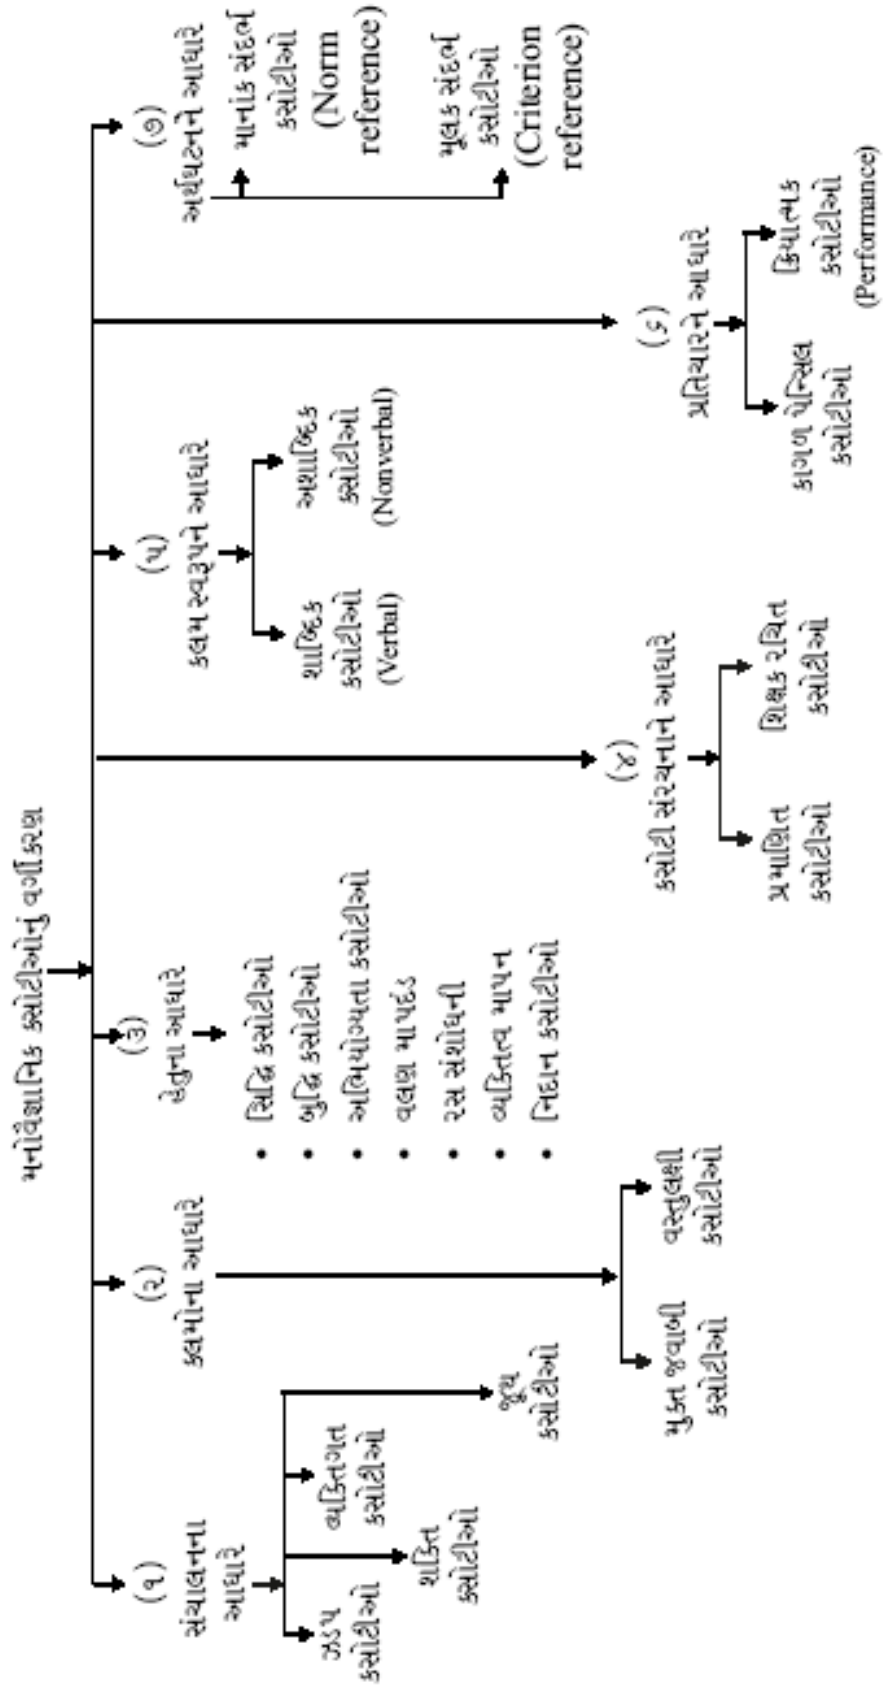 મનોવૈજ્ઞાનિક કસોટીઓનું વર્ગીકરણ
(૧)
સંચાલનના
આધારે
ઝડપ
કસોટીઓ
શક્તિ
કસોટીઓ
વ્યક્તિગત
કસોટીઓ
જૂથ
કસોટીઓ
(૨)
કલમોના આધારે
મુક્ત જવાબી
કસોટીઓ
વસ્તુલક્ષી
કસોટીઓ
(૩)
હેતુના આધારે
• સિદ્ધિ કસોટીઓ
• બુદ્ધિ કસોટીઓ
• અભિયોગ્યતા કસોટીઓ
• વલણ માપદંડ
• રસ સંશોધની
• વ્યક્તિત્વ માપન
• નિદાન કસોટીઓ
(૪)
કસોટી સંરચનાને આધારે
પ્રમાણિત
કસોટીઓ
શિક્ષક રચિત
કસોટીઓ
(૫)
કલમ સ્વરૂપને આધારે
શાબ્દિક
કસોટીઓ
(Verbal)
અશાબ્દિક
કસોટીઓ
(Nonverbal)
(૬)
પ્રતિચારને આધારે
કાગળ પેન્સિલ
કસોટીઓ
ક્રિયાત્મક
કસોટીઓ
(Performance)
(૭)
અર્થઘટનને આધારે
માનાંક સંદર્ભ
કસોટીઓ
(Norm
reference)
મૂલક સંદર્ભ
કસોટીઓ
(Criterion
reference)